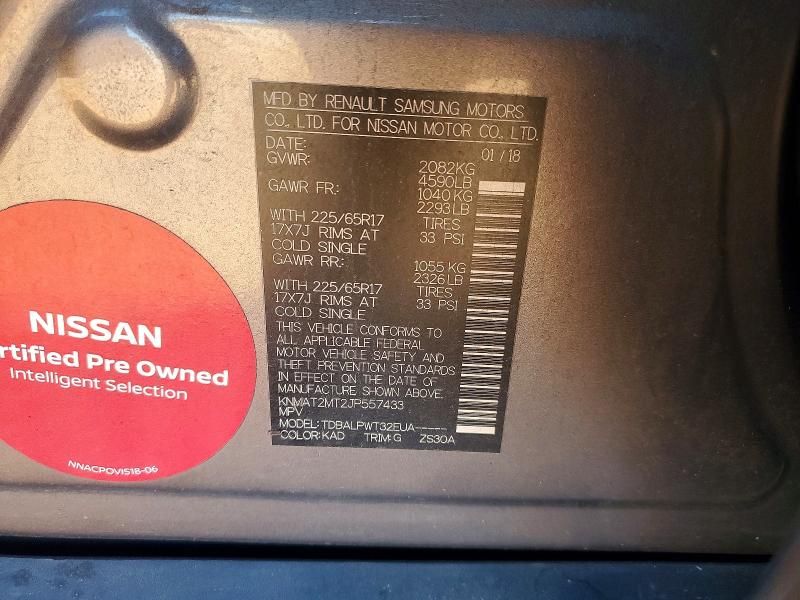 MFD BY RENAULT SAMSUNG MOTORS
CO., LTD. FOR NISSAN MOTOR CO., LTD.
DATE: 01 / 18
GVWR: 2082KG
4590LB
GAWR FR: 1040KG
2293LB
WITH 225/65R17 TIRES
17X7J RIMS AT 33 PSI
COLD SINGLE
GAWR RR: 1055 KG
2326LB
WITH 225/65R17 TIRES
17X7J RIMS AT 33 PSI
COLD SINGLE
THIS VEHICLE CONFORMS TO
ALL APPLICABLE FEDERAL
MOTOR VEHICLE SAFETY AND
THEFT PREVENTION STANDARDS
IN EFFECT ON THE DATE OF
MANUFACTURE SHOWN ABOVE.
KNMAT2MT2JP557433
MPV
MODEL: TDBALPWT32EUA-----
COLOR: KAD TRIM: G ZS30A
NISSAN
rtified Pre Owned
Intelligent Selection
NNACPOVIS18-06